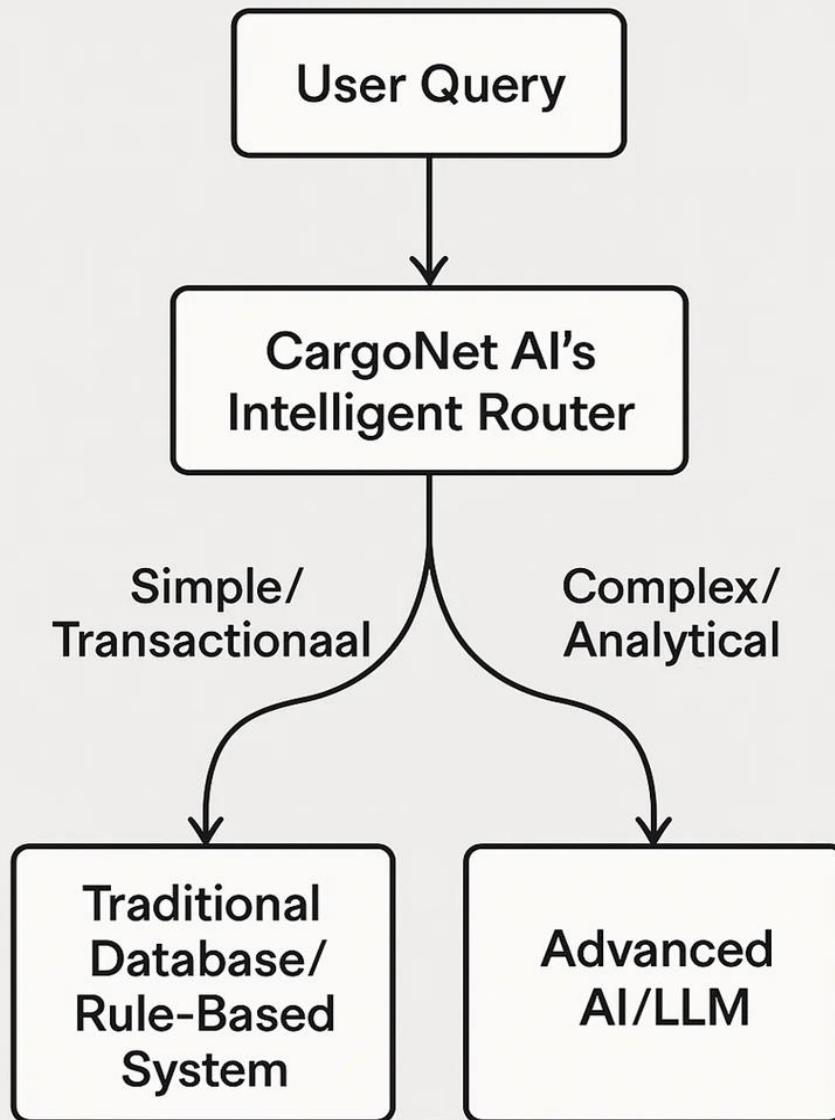 User Query
CargoNet AI’s
Intelligent Router
Simple/
Transactionaal
Complex/
Analytical
Traditional
Database/
Rule-Based
System
Advanced
AI/LLM